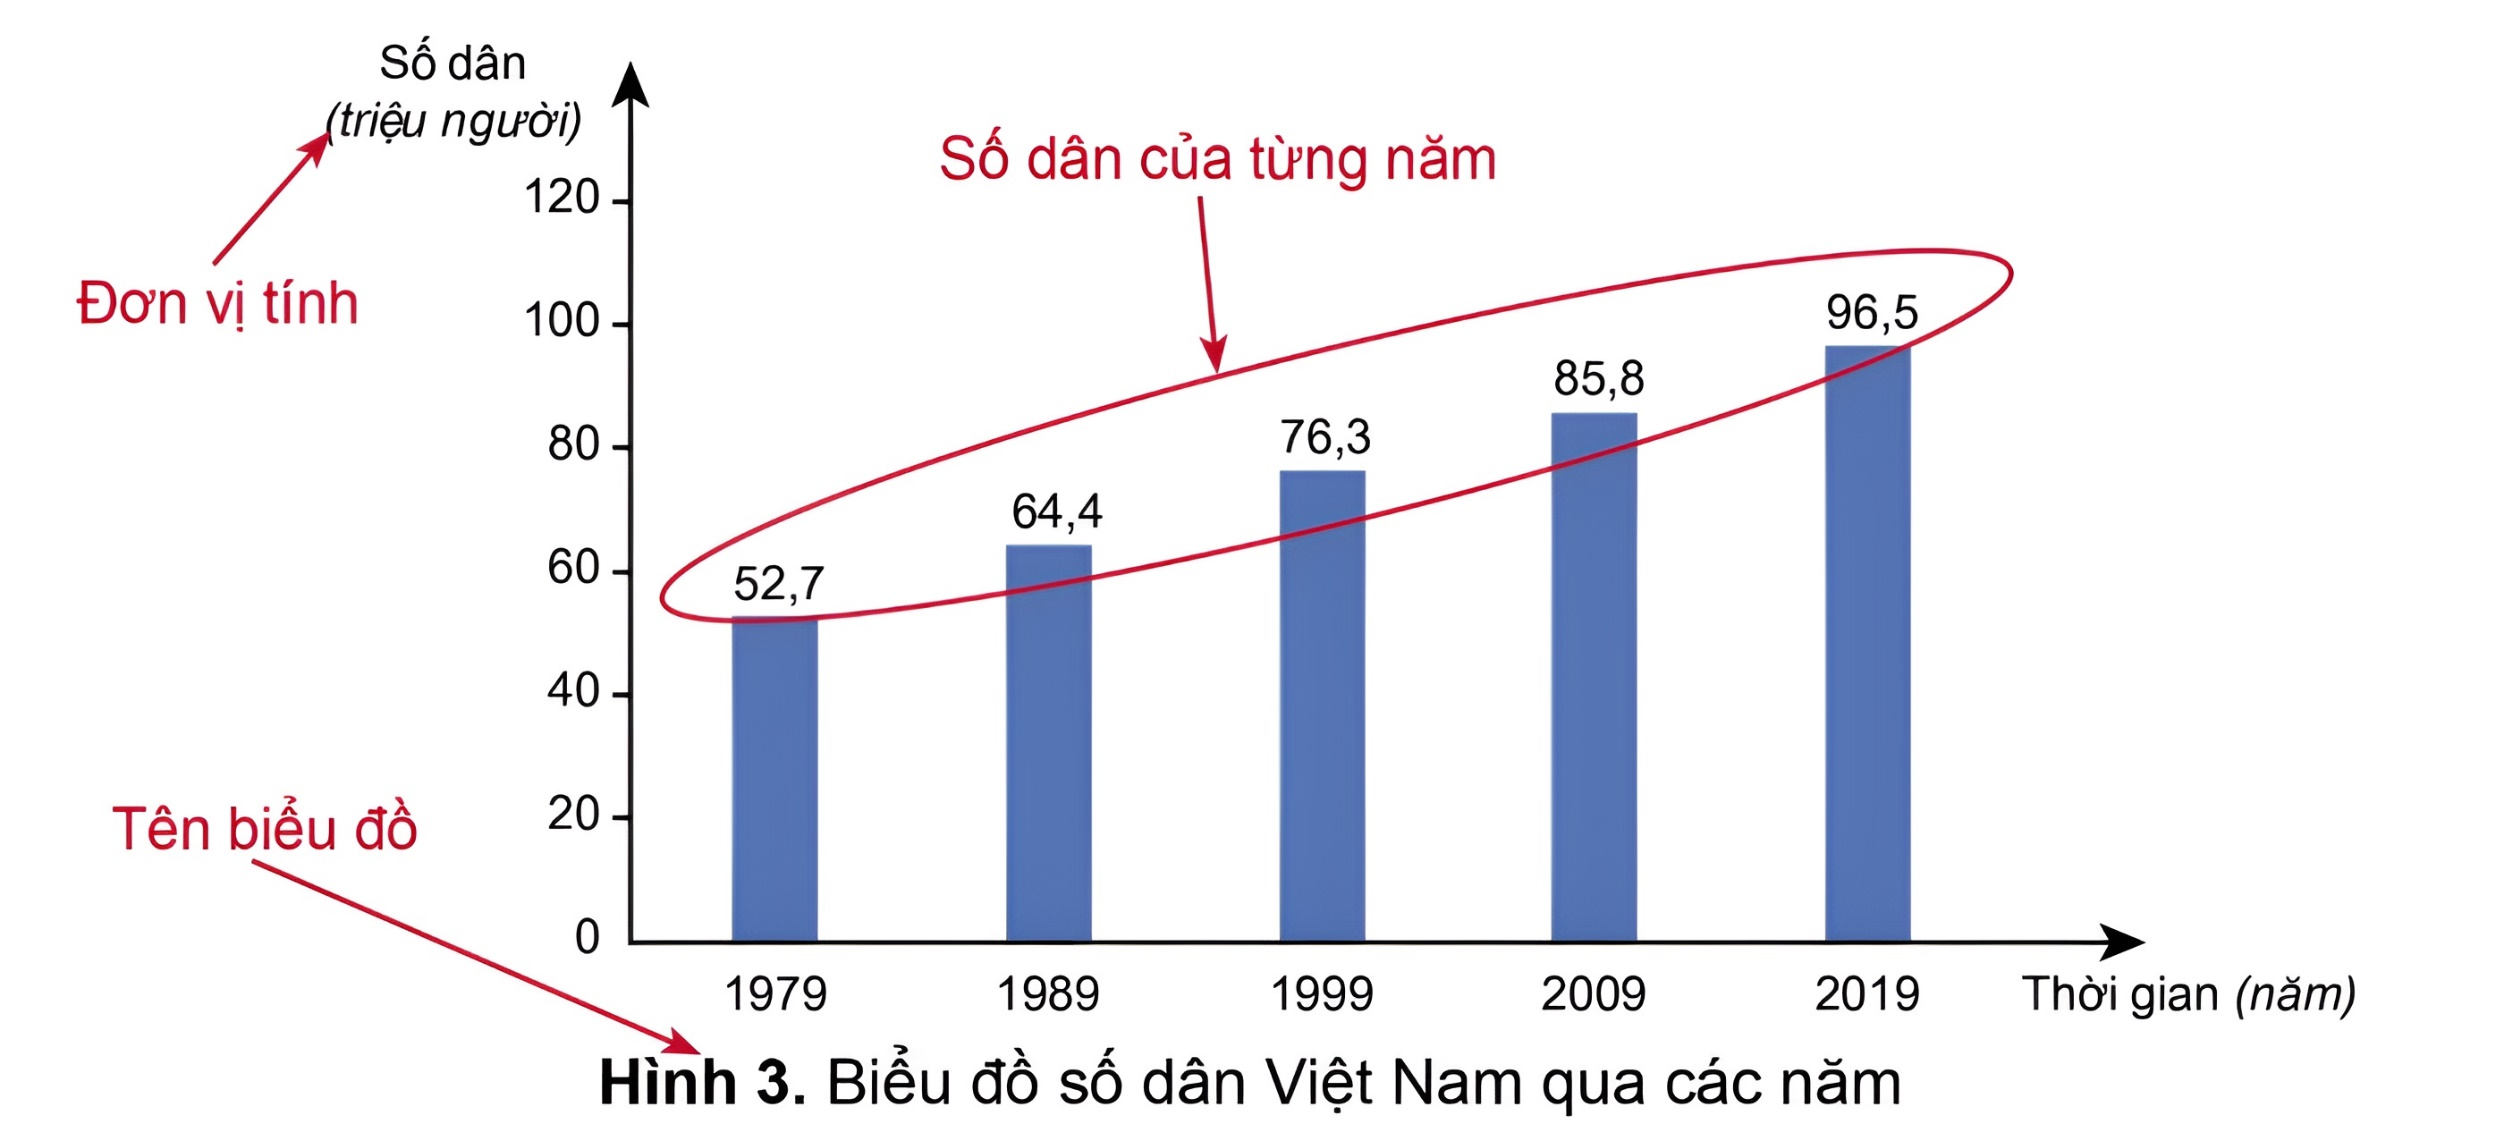 Số dân
(triệu người)
Số dân của từng năm
120
Đơn vị tính
100
96,5
85,8
80
76,3
64,4
60
52,7
40
20
Tên biểu đồ
0
1979 1989 1999 2009 2019 Thời gian (năm)
Hình 3. Biểu đồ số dân Việt Nam qua các năm